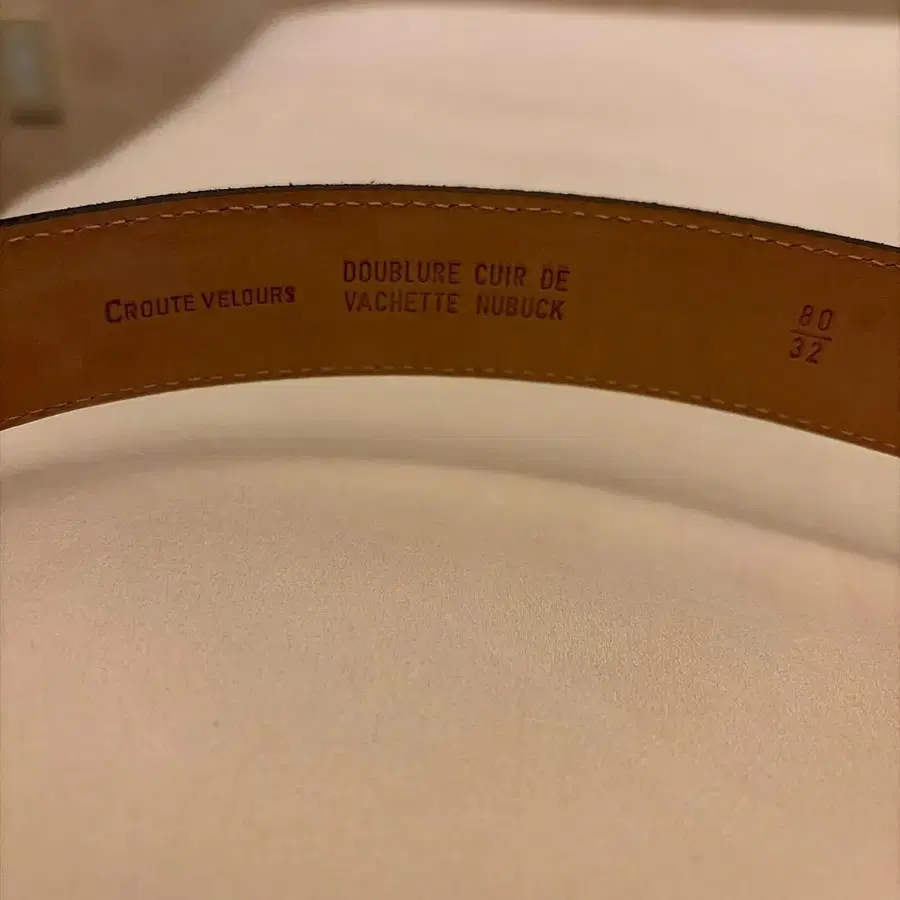 CROUTE VELOURS
DOUBLURE CUIR DE
VACHETTE NUBUCK
80
32